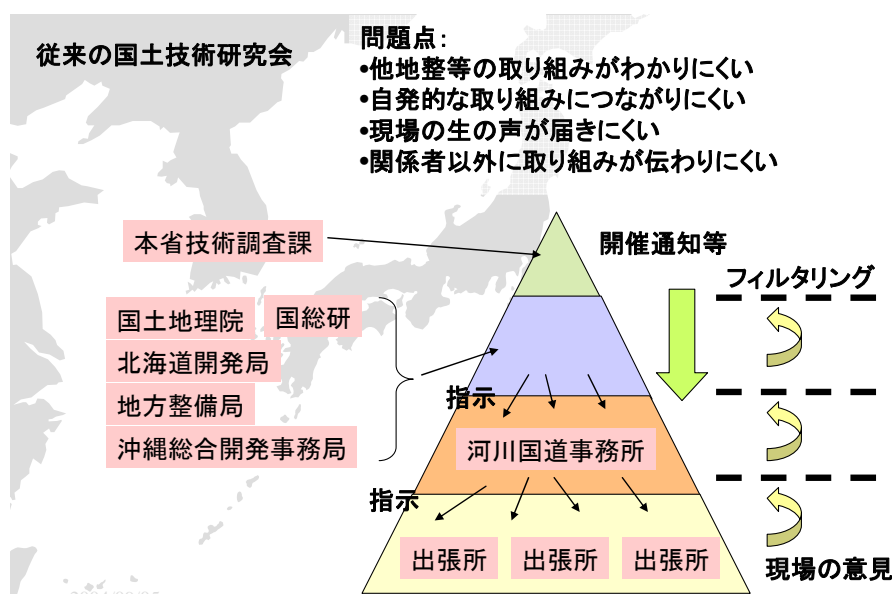 従来の国土技術研究会
問題点：
•他地整等の取り組みがわかりにくい
•自発的な取り組みにつながりにくい
•現場の生の声が届きにくい
•関係者以外に取り組みが伝わりにくい
本省技術調査課
開催通知等
フィルタリング
国土地理院
国総研
北海道開発局
地方整備局
沖縄総合開発事務局
指示
河川国道事務所
指示
出張所
出張所
出張所
現場の意見